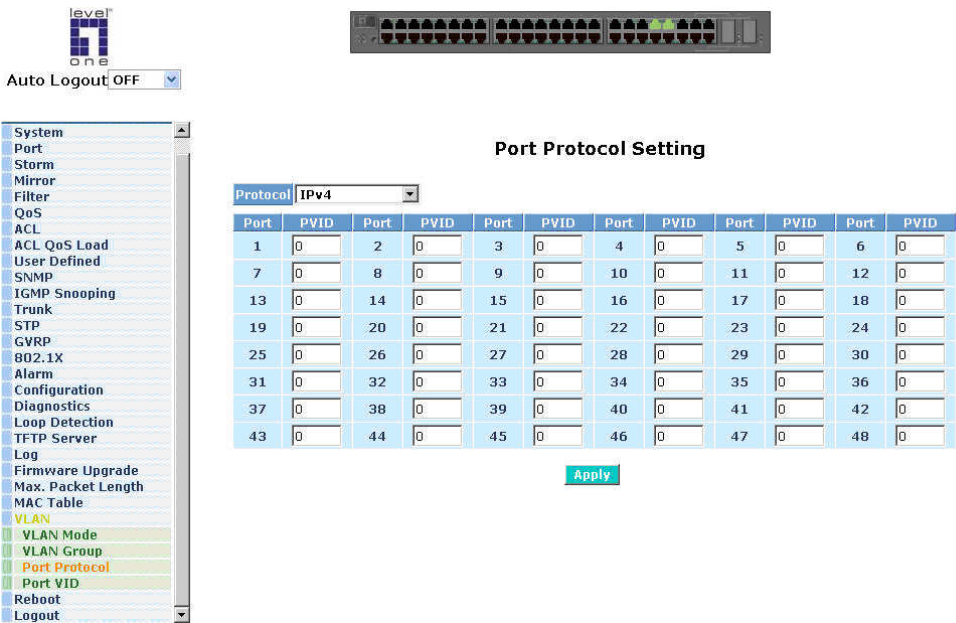 level
one
Auto Logout OFF
System
Port
Storm
Mirror
Filter
QoS
ACL
ACL QoS Load
User Defined
SNMP
IGMP Snooping
Trunk
STP
GVRP
802.1X
Alarm
Configuration
Diagnostics
Loop Detection
TFTP Server
Log
Firmware Upgrade
Max. Packet Length
MAC Table
VLAN
VLAN Mode
VLAN Group
Port Protocol
Port VID
Reboot
Logout
Port Protocol Setting
Protocol IPv4
Port PVID Port PVID Port PVID Port PVID Port PVID Port PVID
1 0 2 0 3 0 4 0 5 0 6 0
7 0 8 0 9 0 10 0 11 0 12 0
13 0 14 0 15 0 16 0 17 0 18 0
19 0 20 0 21 0 22 0 23 0 24 0
25 0 26 0 27 0 28 0 29 0 30 0
31 0 32 0 33 0 34 0 35 0 36 0
37 0 38 0 39 0 40 0 41 0 42 0
43 0 44 0 45 0 46 0 47 0 48 0
Apply